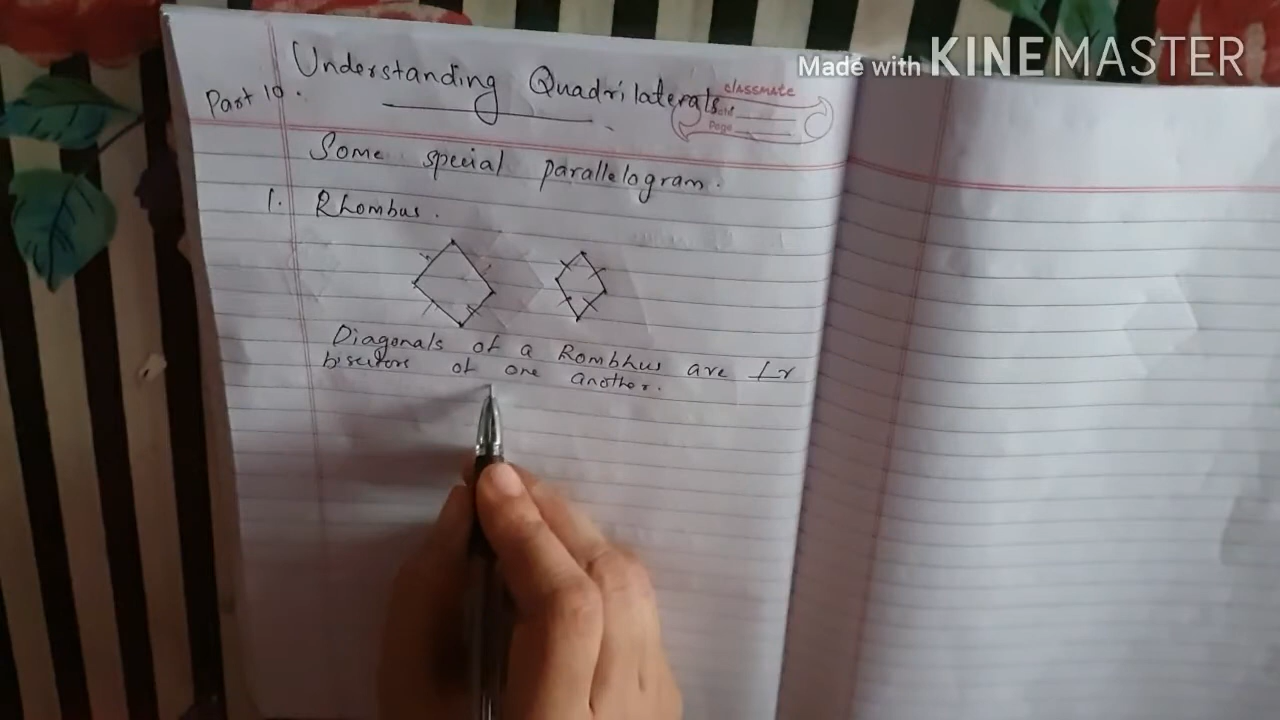 Made with KINEMASTER
Understanding Quadrilaterals
Part 10.
classmate
Page
Some special parallelogram.
1. Rhombus.
Diagonals of a Rombhus are ⊥r
bisectors of one another.